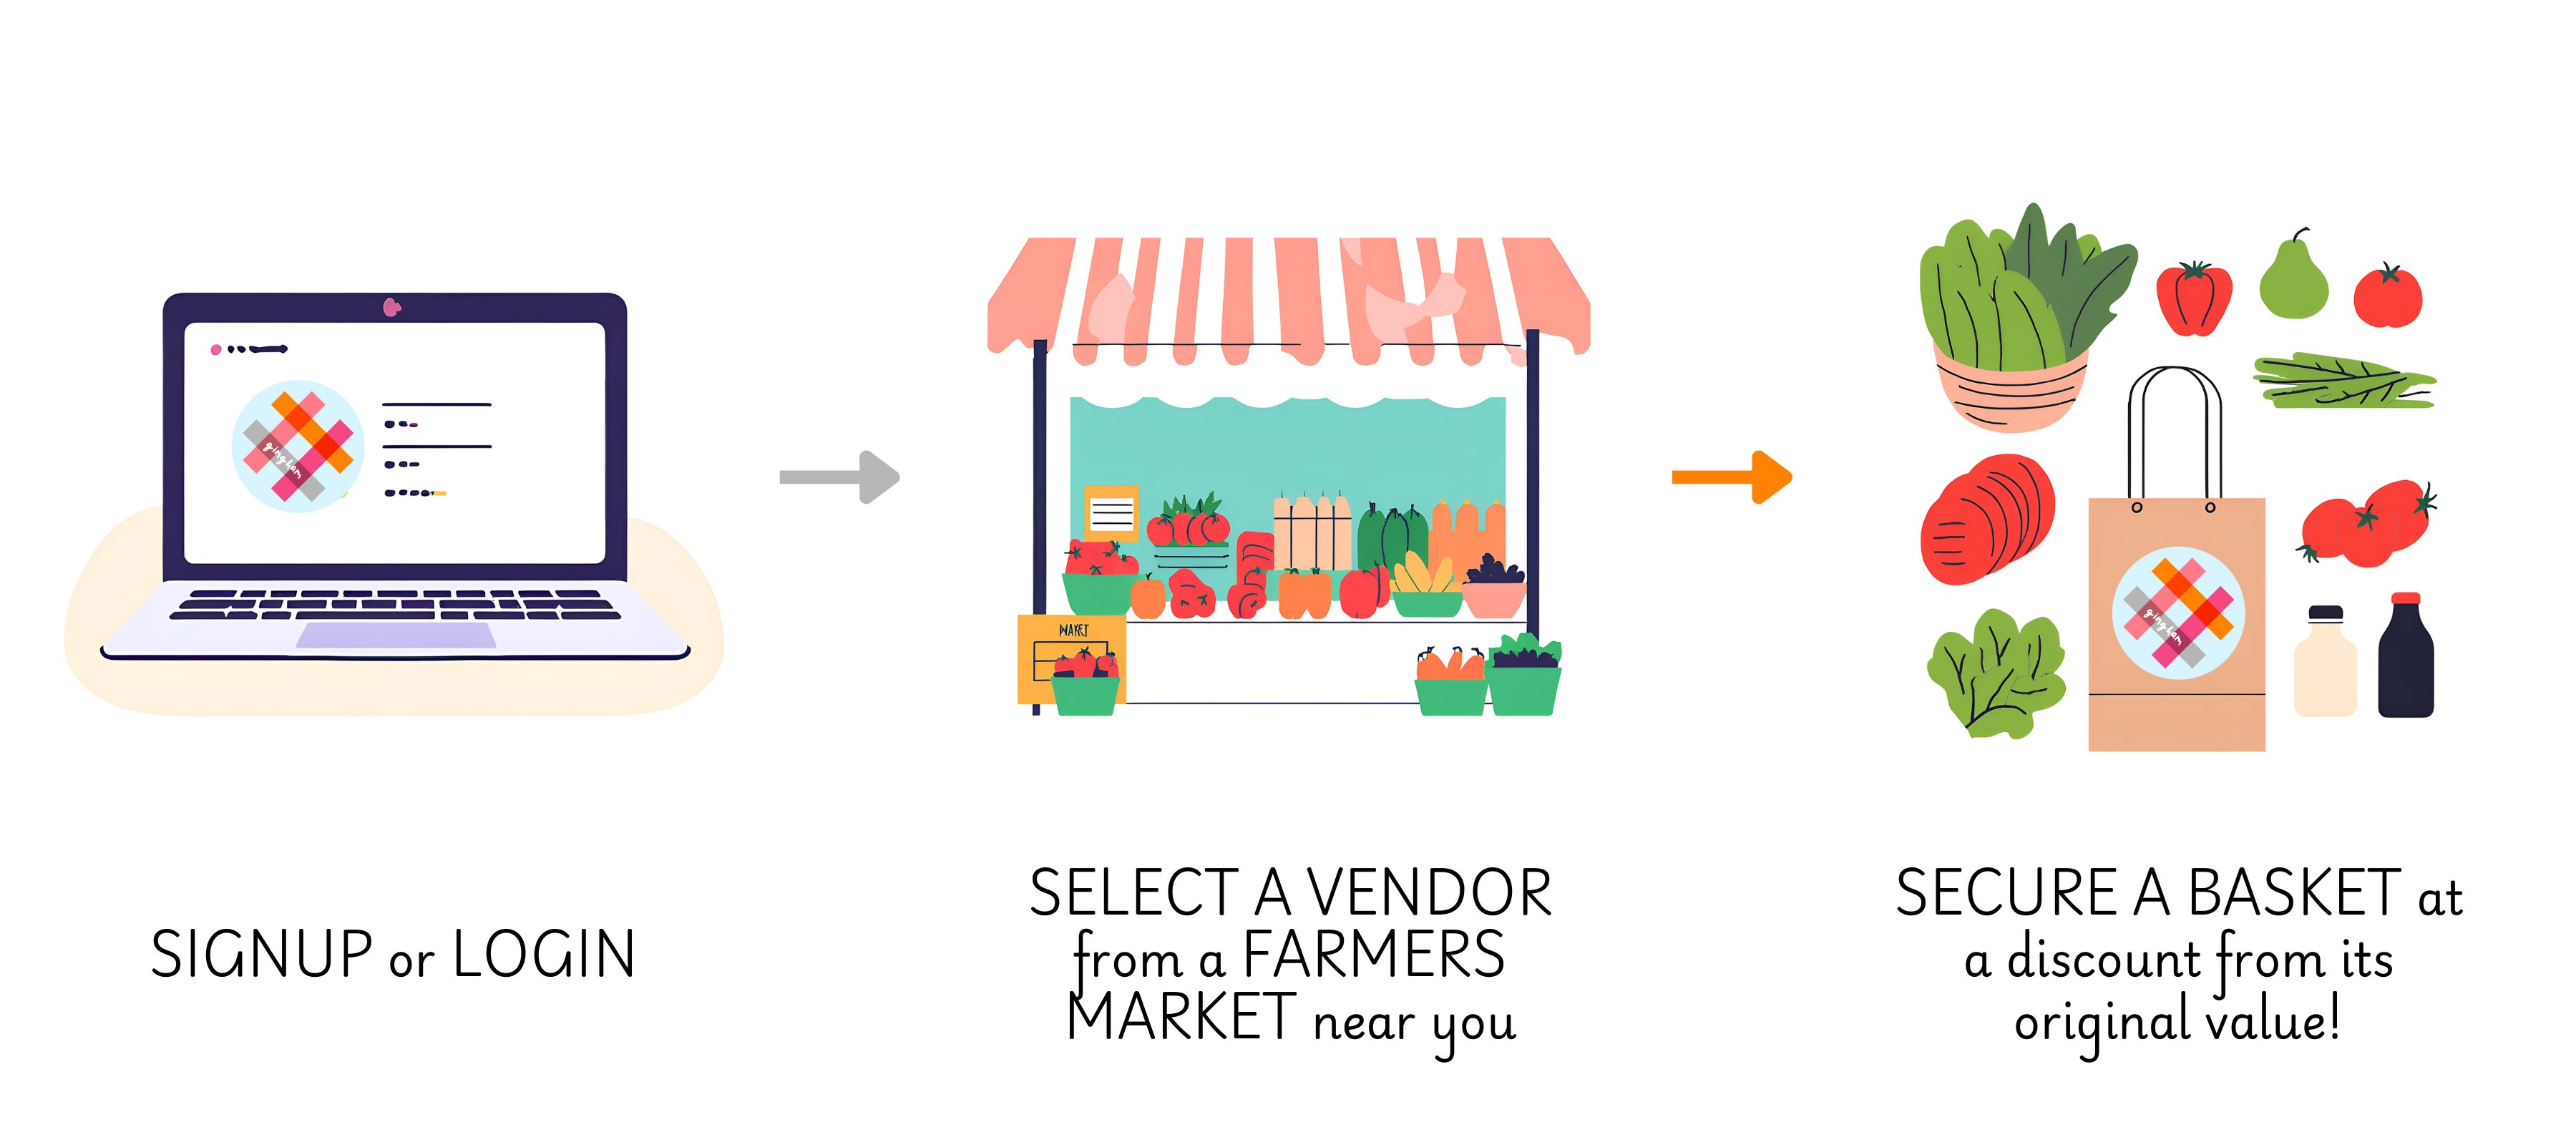 gingham
WAKET
gingham
SIGNUP or LOGIN
SELECT A VENDOR
from a FARMERS
MARKET near you
SECURE A BASKET at
a discount from its
original value!